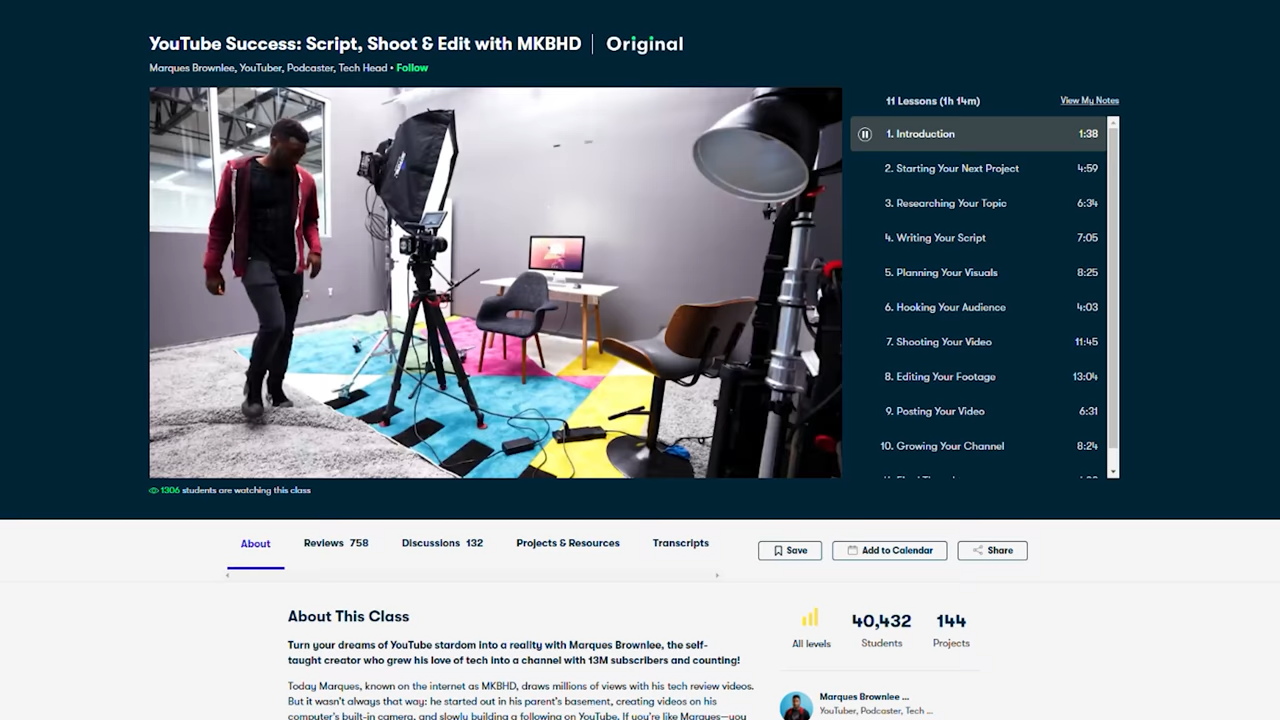 YouTube Success: Script, Shoot & Edit with MKBHD | Original
Marques Brownlee, YouTuber, Podcaster, Tech Head • Follow
11 Lessons (1h 14m)
View My Notes
1. Introduction 1:38
2. Starting Your Next Project 4:59
3. Researching Your Topic 6:34
4. Writing Your Script 7:05
5. Planning Your Visuals 8:25
6. Hooking Your Audience 4:03
7. Shooting Your Video 11:45
8. Editing Your Footage 13:04
9. Posting Your Video 6:31
10. Growing Your Channel 8:24
1306 students are watching this class
About
Reviews 758
Discussions 132
Projects & Resources
Transcripts
Save
Add to Calendar
Share
About This Class
Turn your dreams of YouTube stardom into a reality with Marques Brownlee, the self-
taught creator who grew his love of tech into a channel with 13M subscribers and counting!
Today Marques, known on the internet as MKBHD, draws millions of views with his tech review videos.
But it wasn't always that way: he started out in his parent's basement, creating videos on his
computer's built-in camera, and slowly building a following on YouTube. If you're like Marques—you
All levels
40,432
Students
144
Projects
Marques Brownlee ...
YouTuber, Podcaster, Tech ...